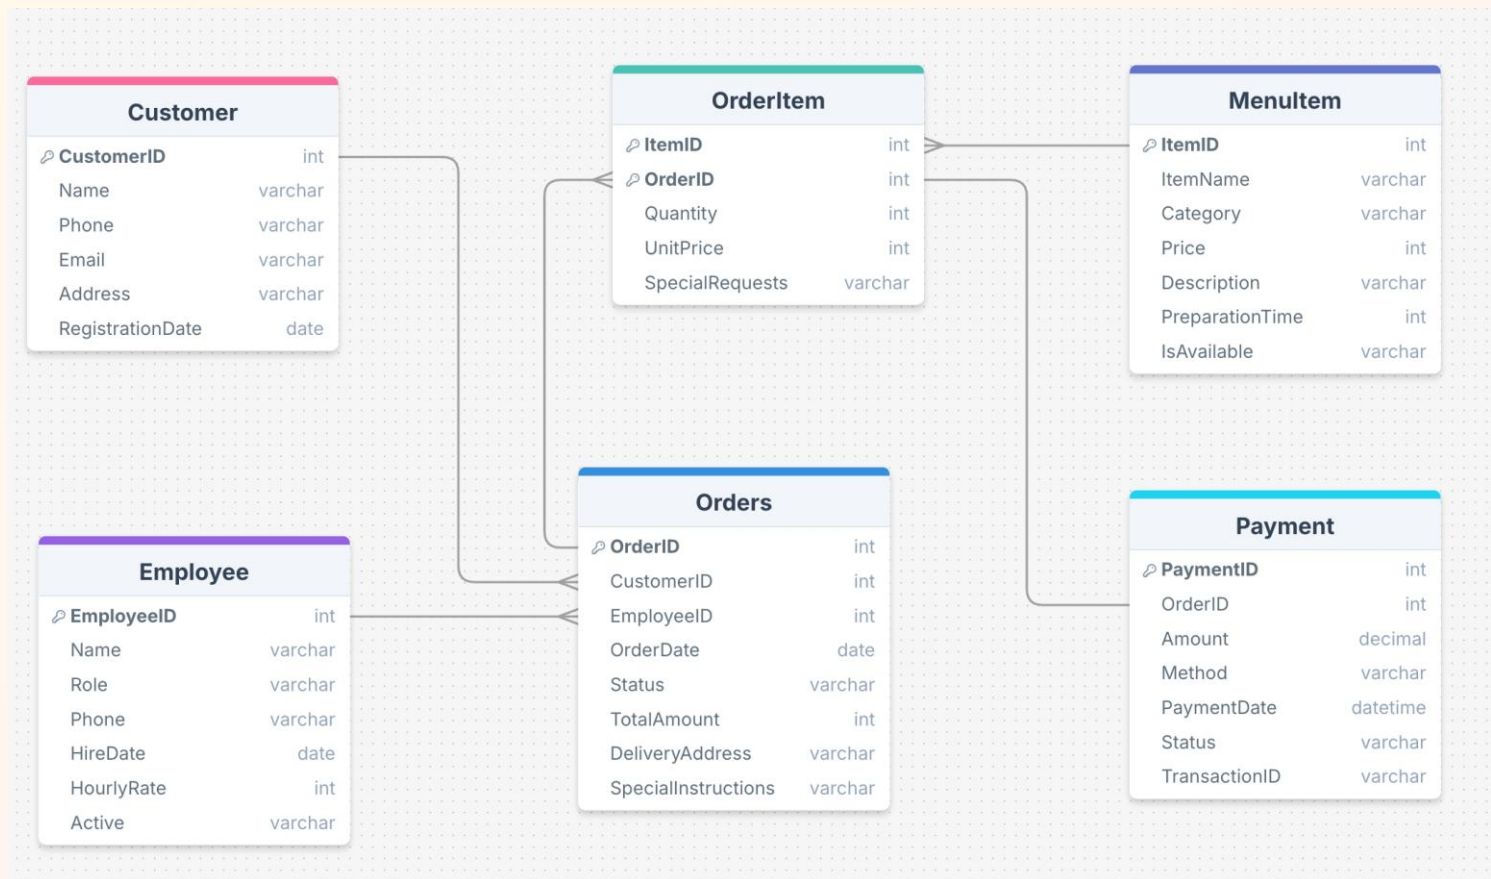 Customer
CustomerID int
Name varchar
Phone varchar
Email varchar
Address varchar
RegistrationDate date
OrderItem
ItemID int
OrderID int
Quantity int
UnitPrice int
SpecialRequests varchar
MenuItem
ItemID int
ItemName varchar
Category varchar
Price int
Description varchar
PreparationTime int
IsAvailable varchar
Employee
EmployeeID int
Name varchar
Role varchar
Phone varchar
HireDate date
HourlyRate int
Active varchar
Orders
OrderID int
CustomerID int
EmployeeID int
OrderDate date
Status varchar
TotalAmount int
DeliveryAddress varchar
SpecialInstructions varchar
Payment
PaymentID int
OrderID int
Amount decimal
Method varchar
PaymentDate datetime
Status varchar
TransactionID varchar